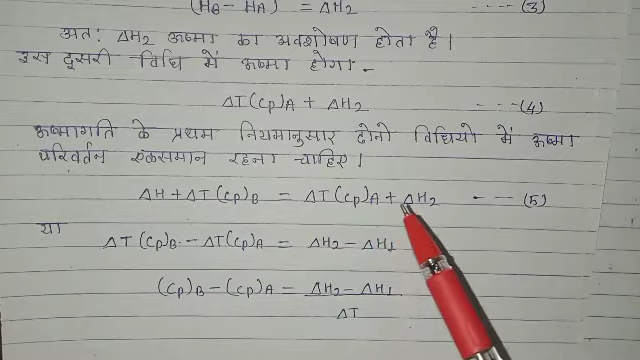 (HB - HA) = ΔH2 ----(3)
अतः ΔH2 ऊष्मा का अवशोषण होता है।
इस दूसरी विधि में ऊष्मा होगा -
ΔT(Cp)A + ΔH2 ---(4)
ऊष्मागति के प्रथम नियमानुसार दोनो विधियो में ऊष्मा
परिवर्तन एकसमान रहना चाहिए।
ΔH + ΔT(Cp)B = ΔT(Cp)A + ΔH2 ---(5)
या
ΔT(Cp)B - ΔT(Cp)A = ΔH2 - ΔH1
(Cp)B - (Cp)A = ΔH2 - ΔH1
ΔT